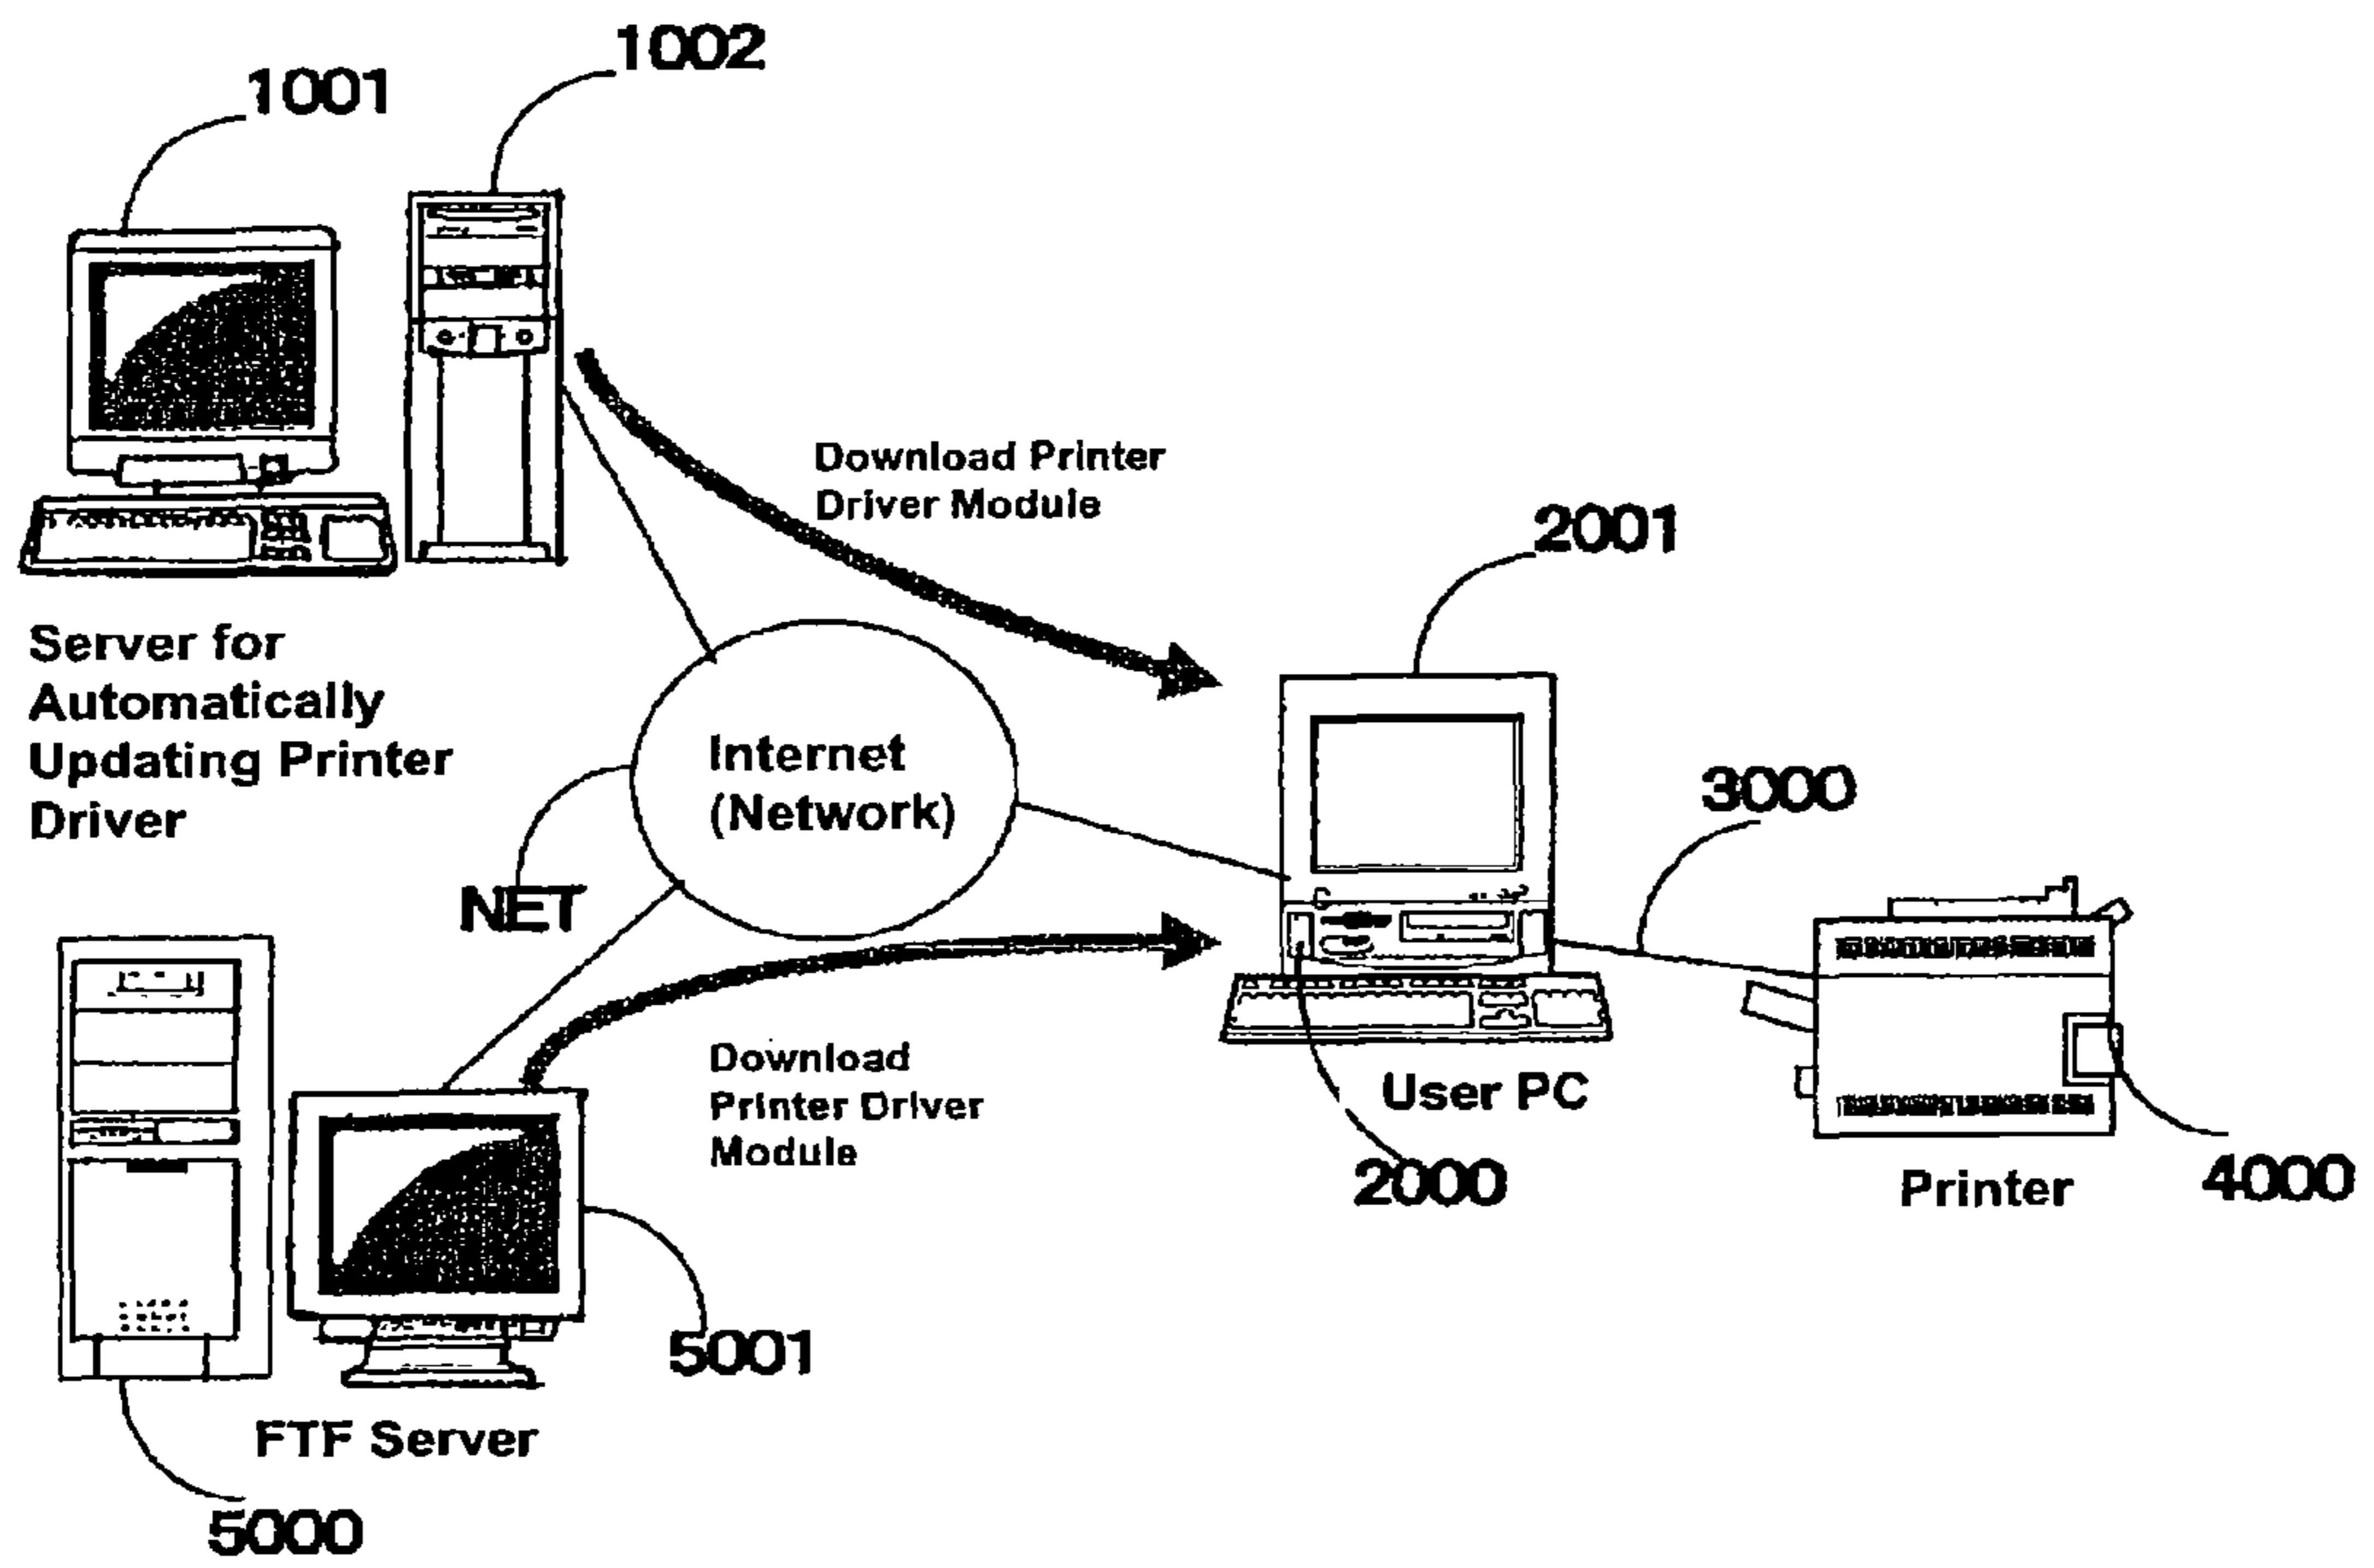 1002
1001
Download Printer
Driver Module
2001
Server for
Automatically
Updating Printer
Driver
Internet
(Network)
3000
NET
Download
Printer Driver
Module
User PC
2000
Printer
4000
5001
FTF Server
5000